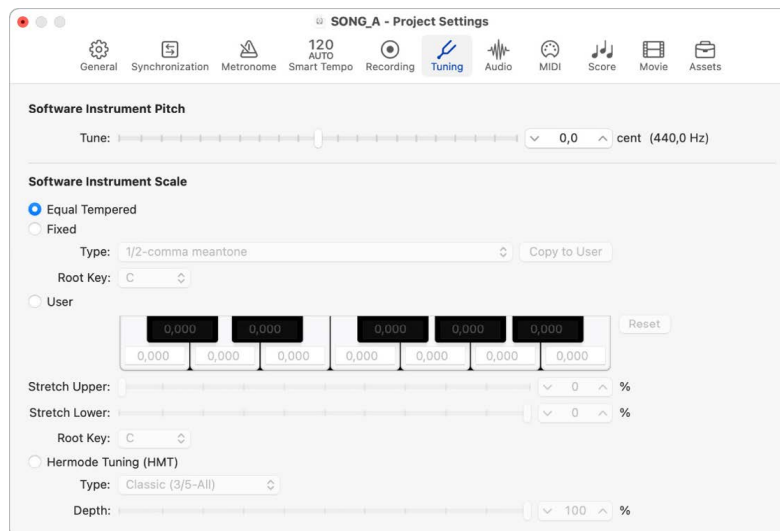 SONG_A - Project Settings
General
Synchronization
Metronome
120
AUTO
Smart Tempo
Recording
Tuning
Audio
MIDI
Score
Movie
Assets
Software Instrument Pitch
Tune: 0,0 cent (440,0 Hz)
Software Instrument Scale
Equal Tempered
Fixed
Type: 1/2-comma meantone Copy to User
Root Key: C
User
0,000 0,000 0,000 0,000 0,000 Reset
0,000 0,000 0,000 0,000 0,000 0,000 0,000
Stretch Upper: 0 %
Stretch Lower: 0 %
Root Key: C
Hermode Tuning (HMT)
Type: Classic (3/5-All)
Depth: 100 %